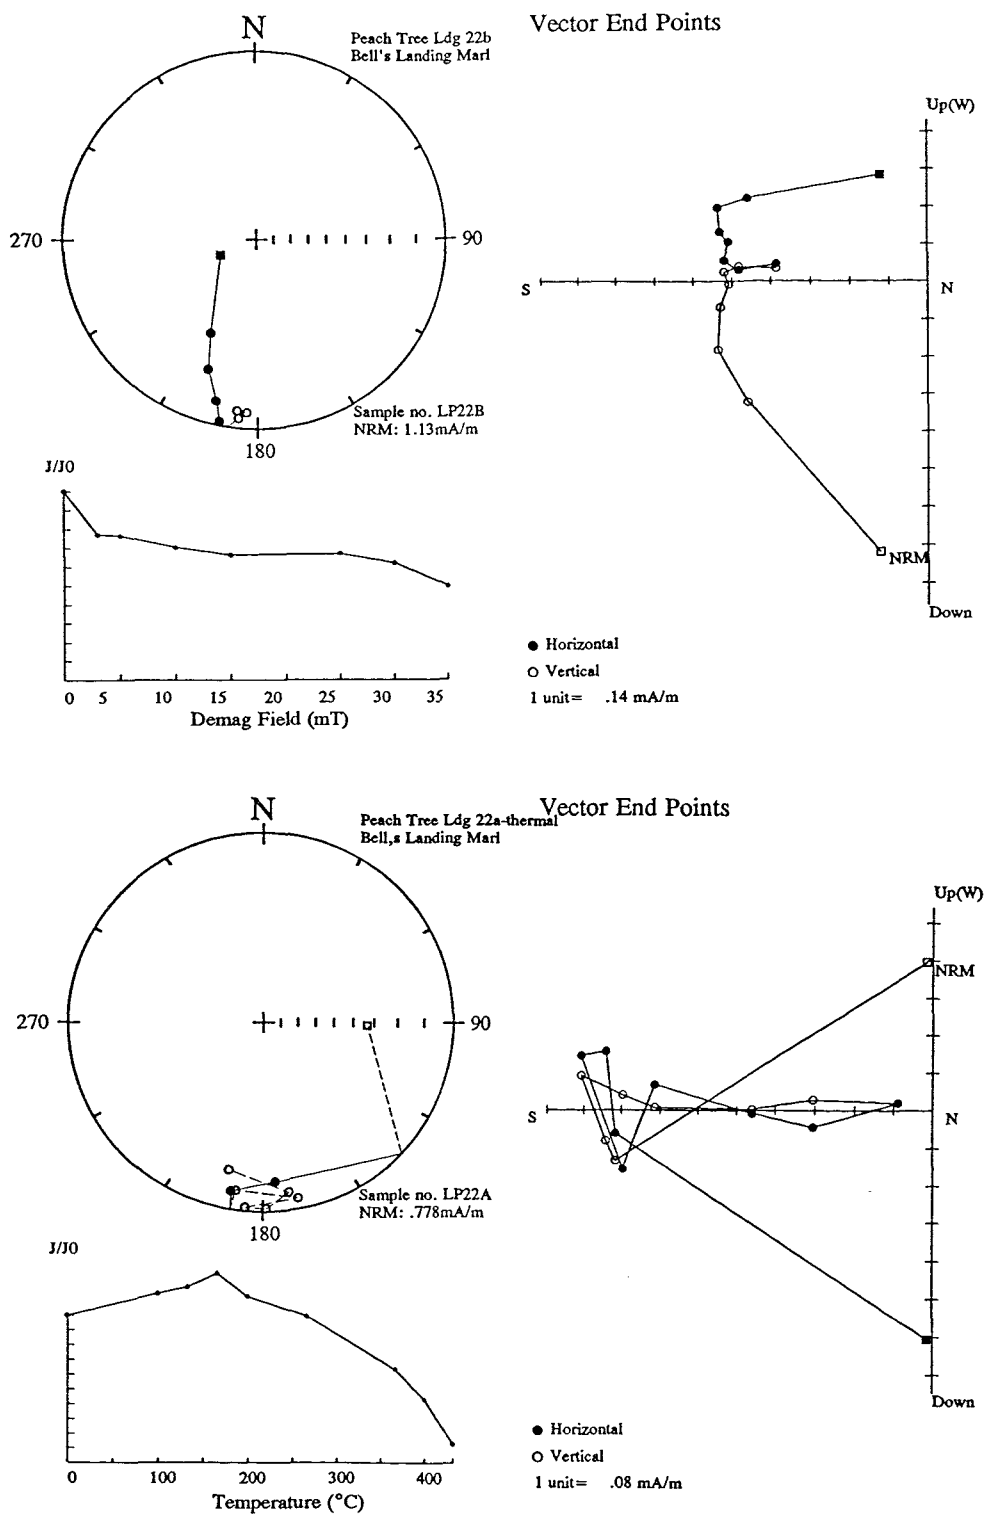 Vector End Points
N
Peach Tree Ldg 22b
Bell's Landing Marl
Up(W)
270
90
S
N
Sample no. LP22B
NRM: 1.13mA/m
180
J/J0
NRM
Down
● Horizontal
○ Vertical
1 unit= .14 mA/m
0 5 10 15 20 25 30 35
Demag Field (mT)
Vector End Points
N
Peach Tree Ldg 22a-thermal
Bell,s Landing Marl
Up(W)
NRM
270
90
S
N
Sample no. LP22A
NRM: .778mA/m
180
J/J0
Down
● Horizontal
○ Vertical
1 unit= .08 mA/m
0 100 200 300 400
Temperature (°C)